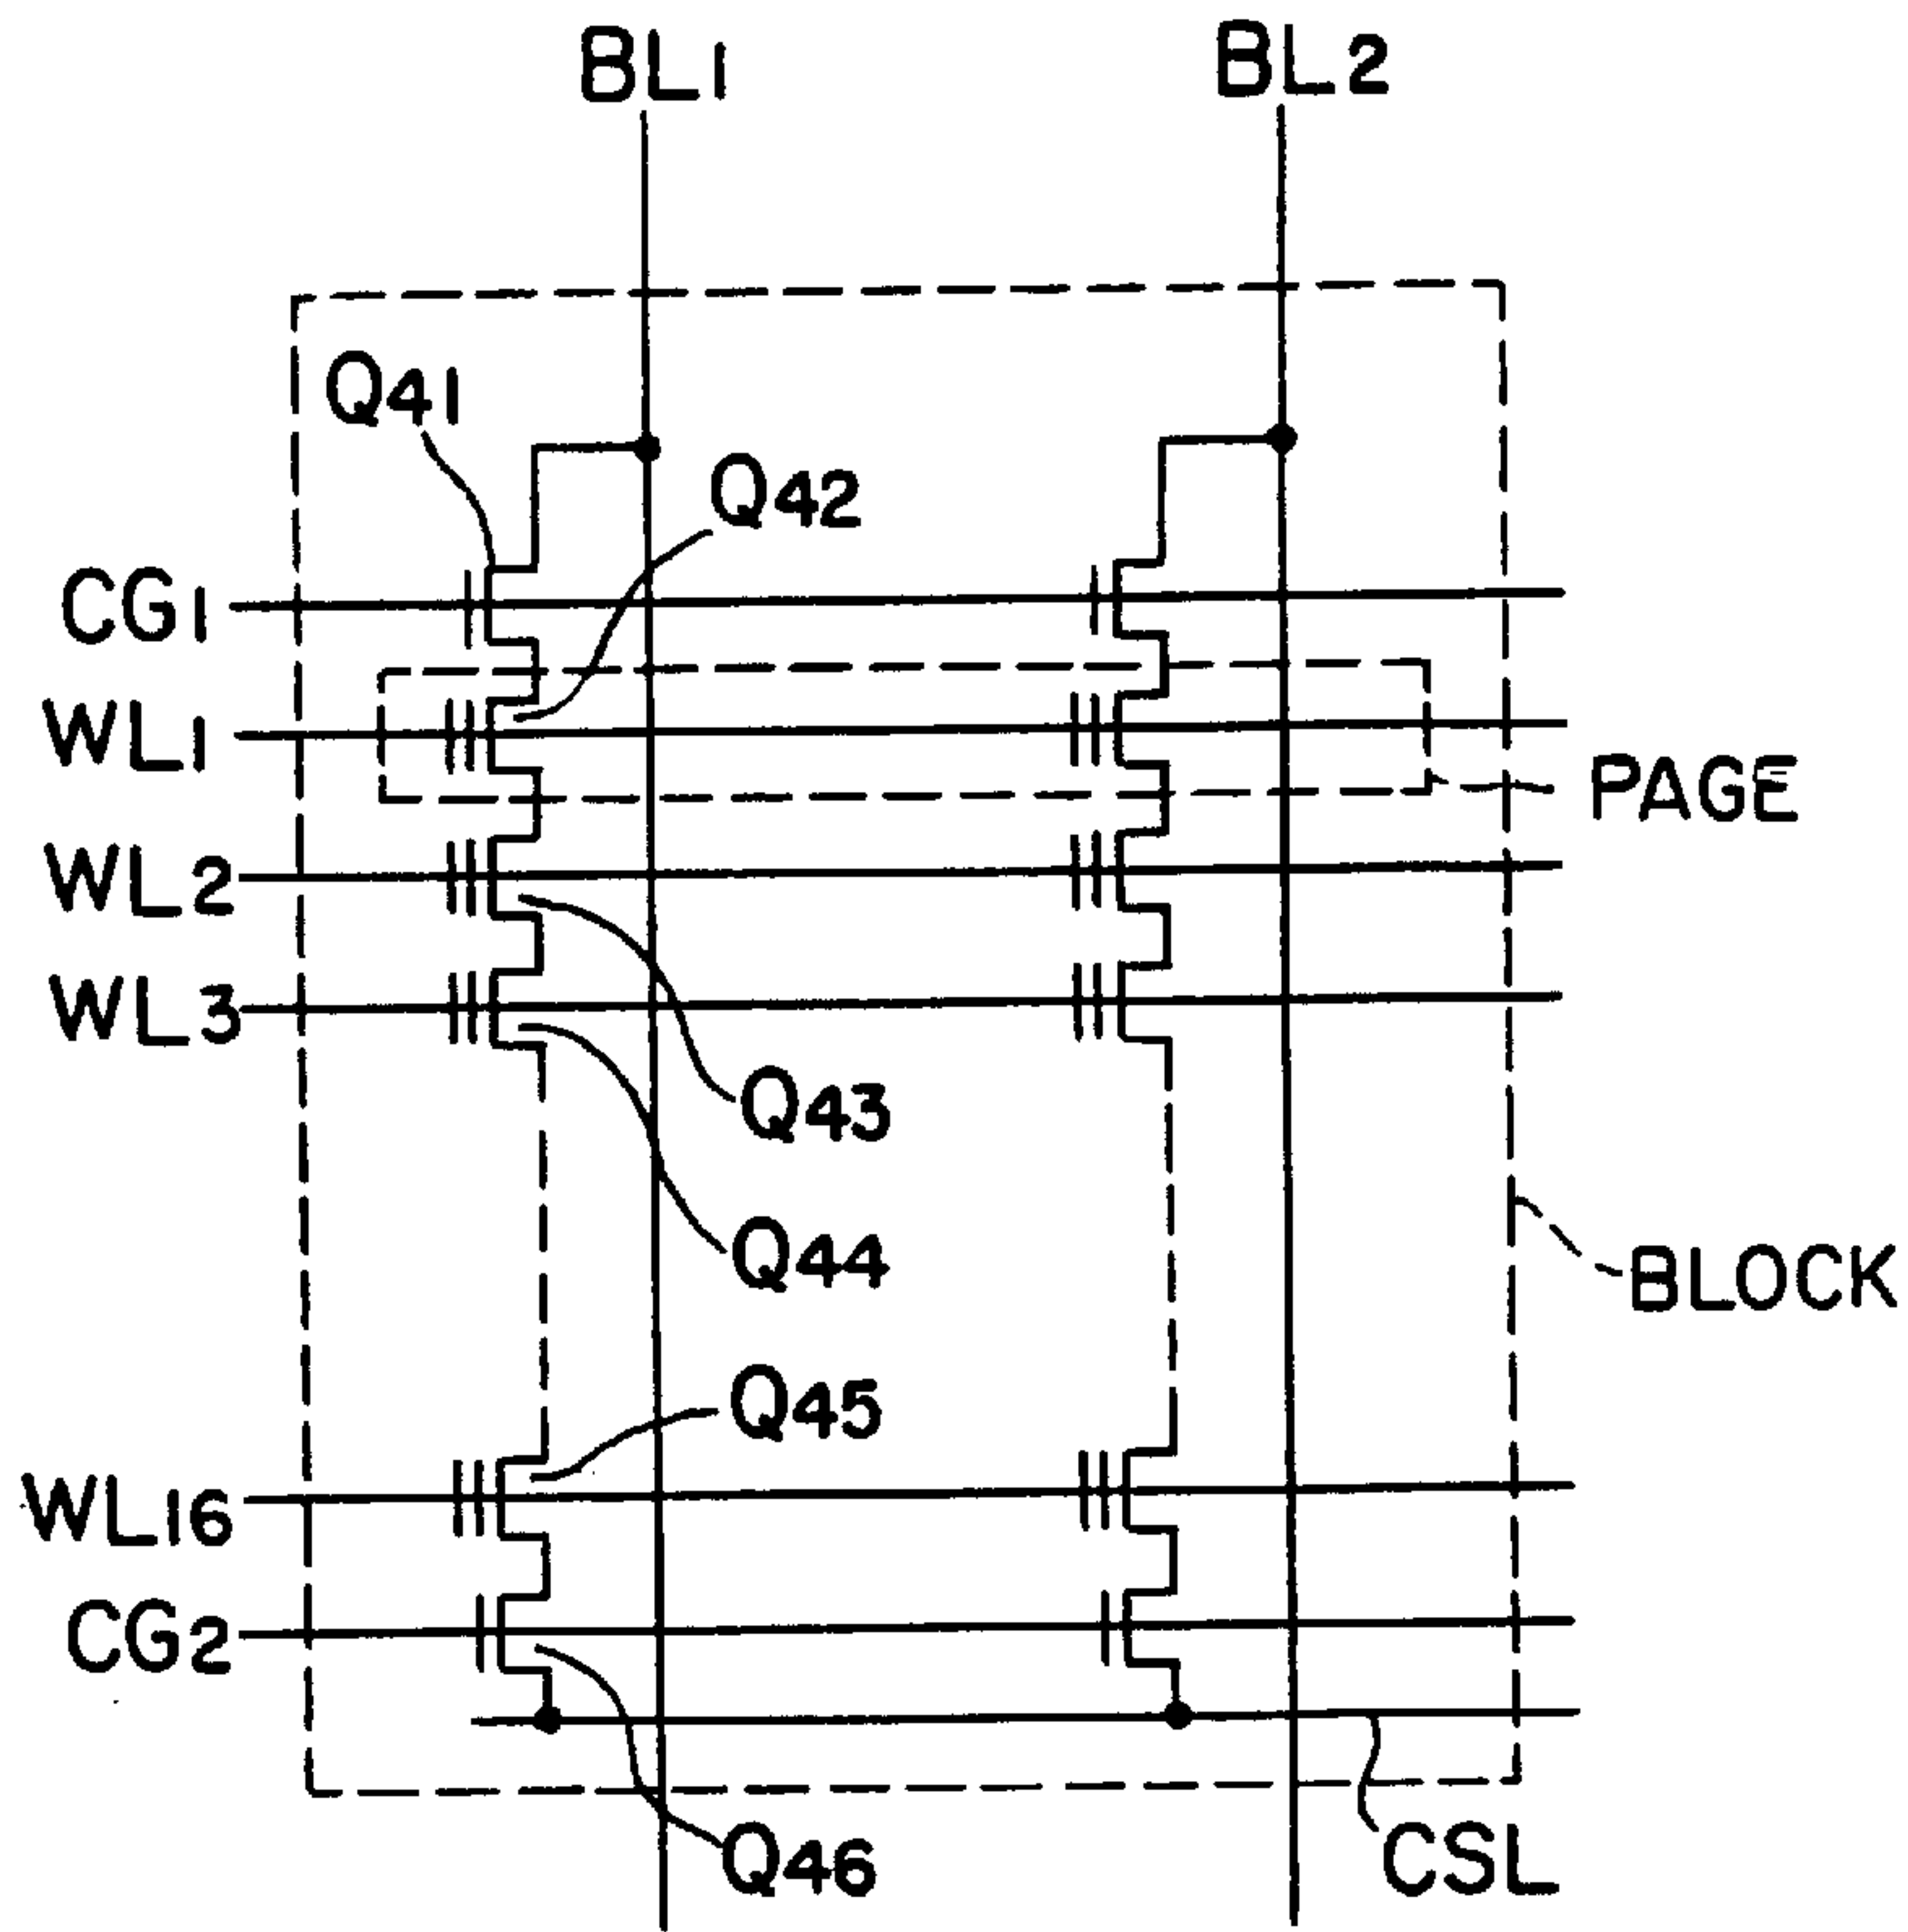 BL1
BL2
Q41
Q42
CG1
WL1
PAGE
WL2
WL3
Q43
Q44
BLOCK
Q45
WL16
CG2
Q46
CSL